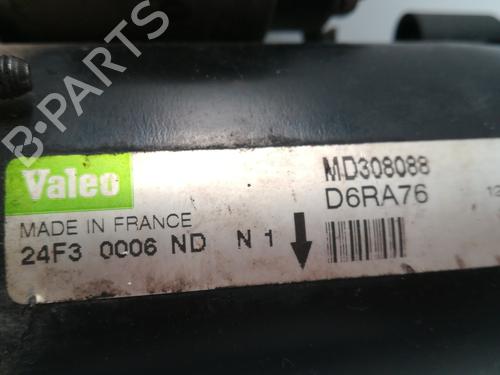 B-PARTS
Valeo
MD308088
D6RA76
MADE IN FRANCE
24F3 0006 ND N 1